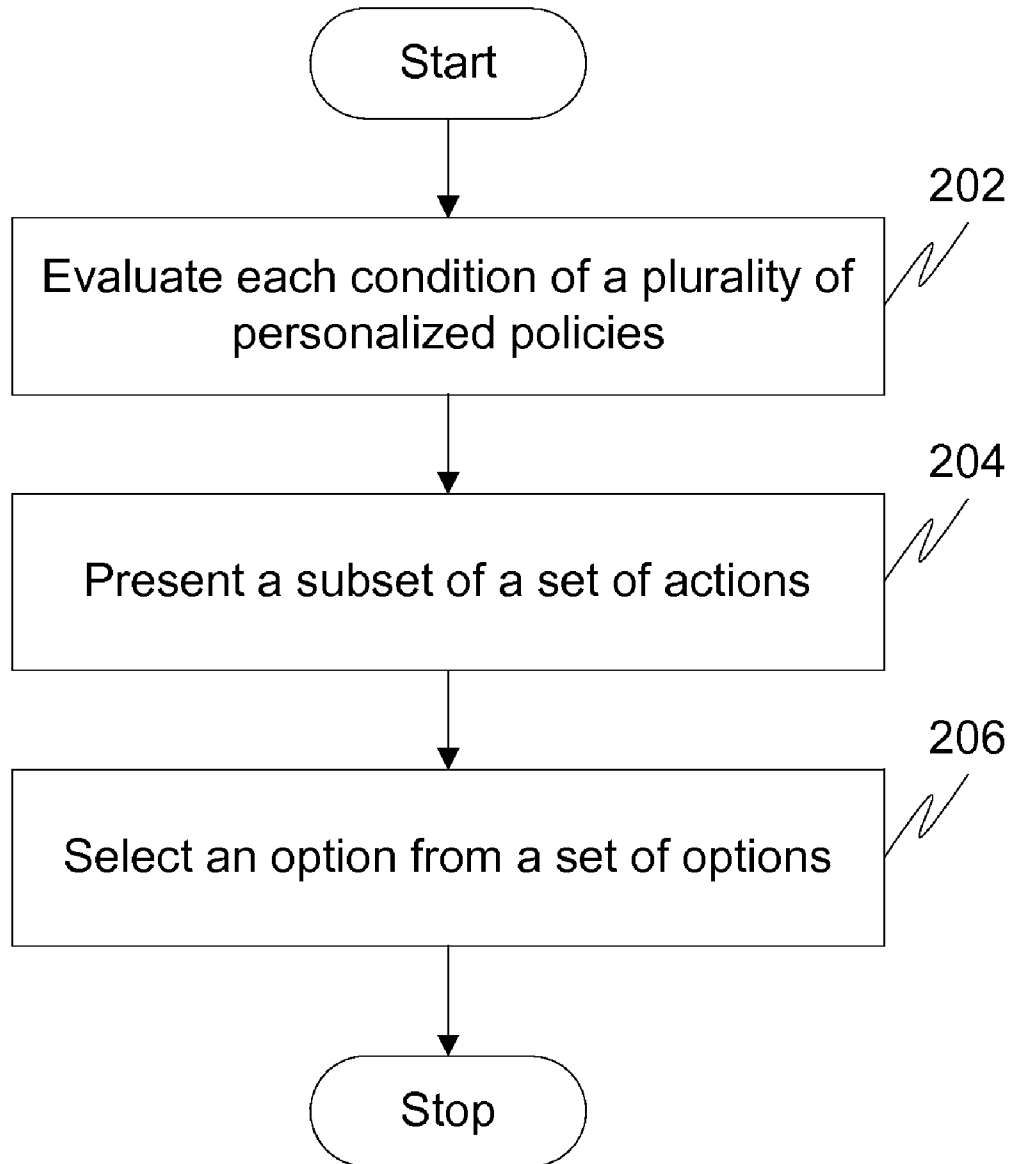 Start
202
Evaluate each condition of a plurality of
personalized policies
204
Present a subset of a set of actions
206
Select an option from a set of options
Stop